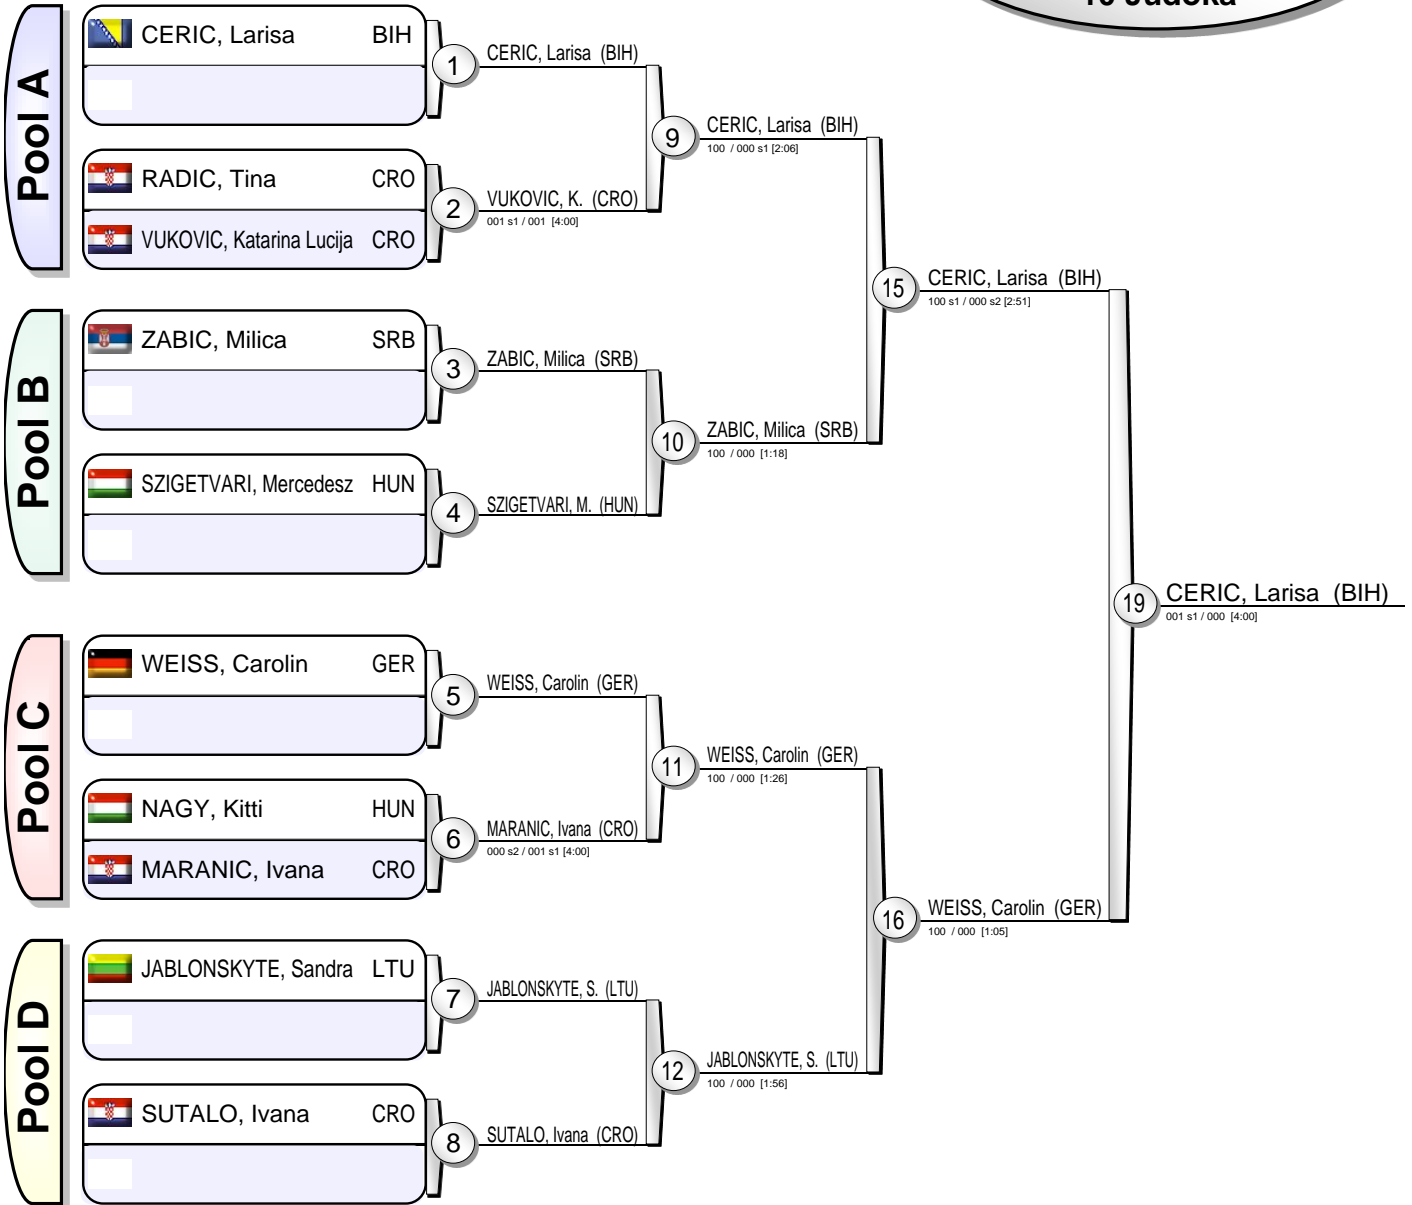 10 Judoka
Pool A
CERIC, Larisa BIH
1
CERIC, Larisa (BIH)
RADIC, Tina CRO
VUKOVIC, Katarina Lucija CRO
2
VUKOVIC, K. (CRO)
001 s1 / 001 [4:00]
9
CERIC, Larisa (BIH)
100 / 000 s1 [2:06]
Pool B
ZABIC, Milica SRB
3
ZABIC, Milica (SRB)
SZIGETVARI, Mercedesz HUN
4
SZIGETVARI, M. (HUN)
10
ZABIC, Milica (SRB)
100 / 000 [1:18]
15
CERIC, Larisa (BIH)
100 s1 / 000 s2 [2:51]
Pool C
WEISS, Carolin GER
5
WEISS, Carolin (GER)
NAGY, Kitti HUN
MARANIC, Ivana CRO
6
MARANIC, Ivana (CRO)
000 s2 / 001 s1 [4:00]
11
WEISS, Carolin (GER)
100 / 000 [1:26]
Pool D
JABLONSKYTE, Sandra LTU
7
JABLONSKYTE, S. (LTU)
SUTALO, Ivana CRO
8
SUTALO, Ivana (CRO)
12
JABLONSKYTE, S. (LTU)
100 / 000 [1:56]
16
WEISS, Carolin (GER)
100 / 000 [1:05]
19
CERIC, Larisa (BIH)
001 s1 / 000 [4:00]